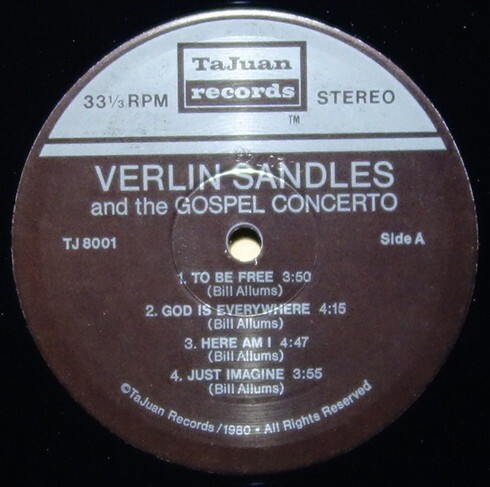 TaJuan
records
TM
33 1/3 RPM
STEREO
VERLIN SANDLES
and the GOSPEL CONCERTO
TJ 8001
Side A
1. TO BE FREE 3:50
(Bill Allums)
2. GOD IS EVERYWHERE 4:15
(Bill Allums)
3. HERE AM I 4:47
(Bill Allums)
4. JUST IMAGINE 3:55
(Bill Allums)
©TaJuan Records/1980 • All Rights Reserved